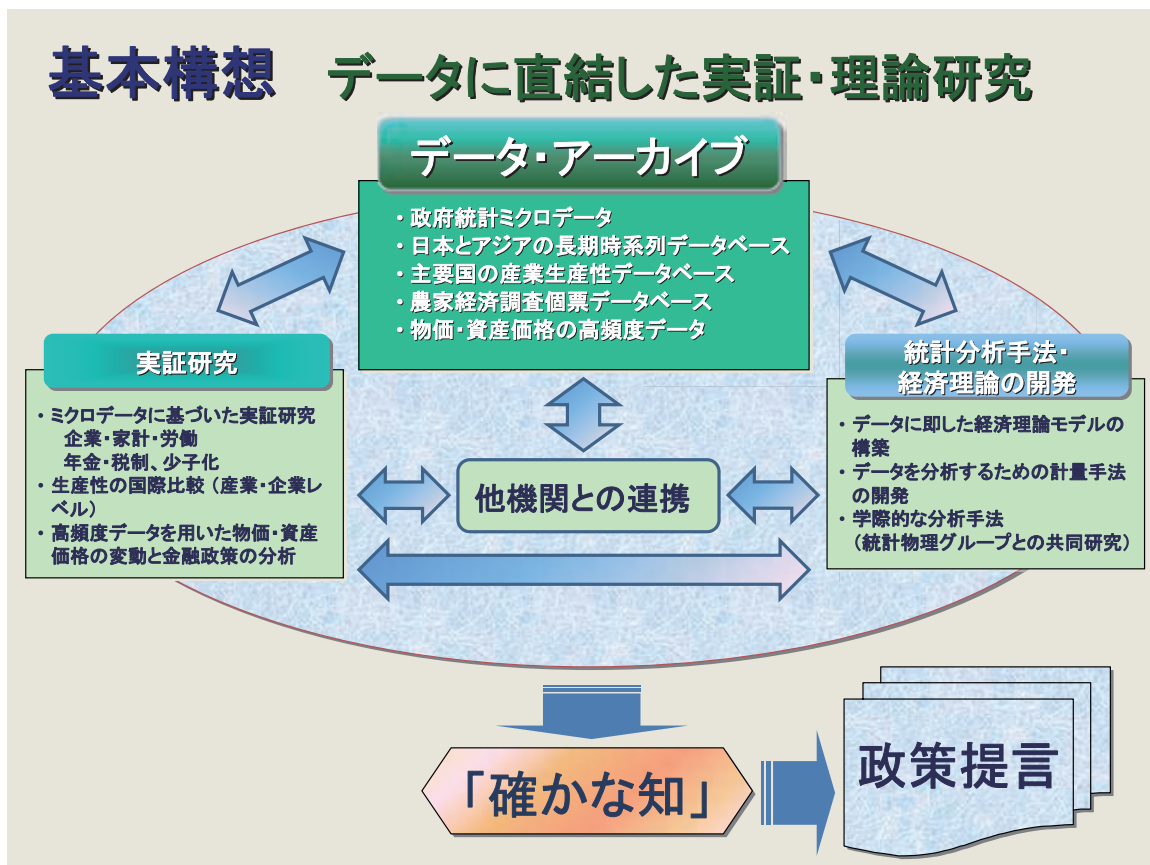 基本構想 データに直結した実証・理論研究
データ・アーカイブ
・政府統計ミクロデータ
・日本とアジアの長期時系列データベース
・主要国の産業生産性データベース
・農家経済調査個票データベース
・物価・資産価格の高頻度データ
実証研究
・ミクロデータに基づいた実証研究
企業・家計・労働
年金・税制、少子化
・生産性の国際比較（産業・企業レ
ベル）
・高頻度データを用いた物価・資産
価格の変動と金融政策の分析
他機関との連携
統計分析手法・
経済理論の開発
・データに即した経済理論モデルの
構築
・データを分析するための計量手法
の開発
・学際的な分析手法
（統計物理グループとの共同研究）
「確かな知」
政策提言